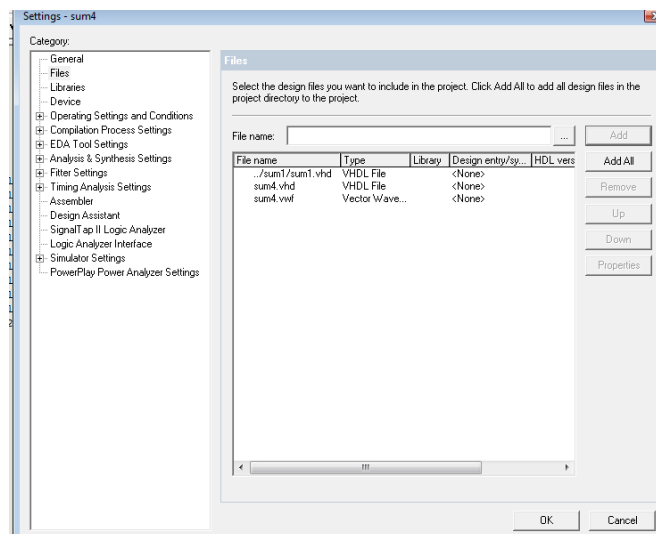 Settings - sum4
Category:
General
Files
Libraries
Device
Operating Settings and Conditions
Compilation Process Settings
EDA Tool Settings
Analysis & Synthesis Settings
Fitter Settings
Timing Analysis Settings
Assembler
Design Assistant
SignalTap II Logic Analyzer
Logic Analyzer Interface
Simulator Settings
PowerPlay Power Analyzer Settings
Files
Select the design files you want to include in the project. Click Add All to add all design files in the
project directory to the project.
File name: ... Add
File name Type Library Design entry/sy... HDL vers Add All
../sum1/sum1.vhd VHDL File <None>
sum4.vhd VHDL File <None>
sum4.vwf Vector Wave... <None>
Remove
Up
Down
Properties
OK Cancel